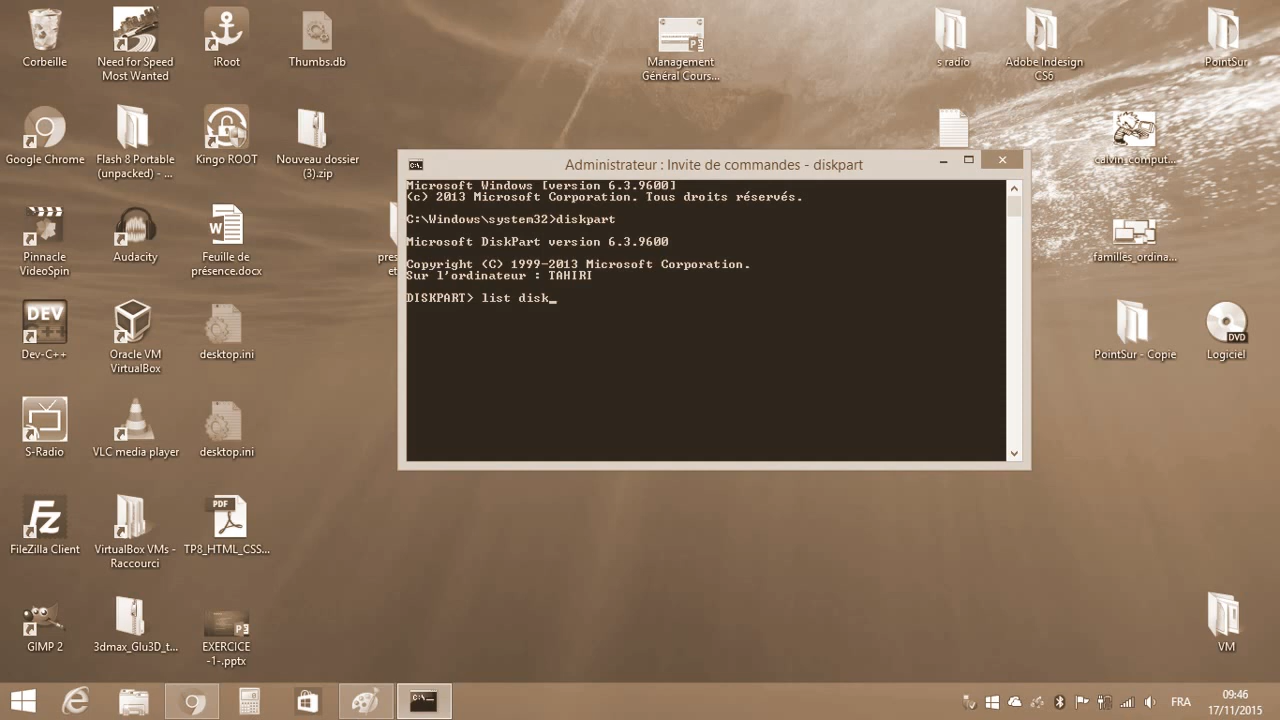 Corbeille
Need for Speed
Most Wanted
iRoot
Thumbs.db
Management
Général Cours...
s radio
Adobe Indesign
CS6
PointSur
Google Chrome
Flash 8 Portable
(unpacked) - ...
Kingo ROOT
Nouveau dossier
(3).zip
calvin_comput...
Pinnacle
VideoSpin
Audacity
Feuille de
présence.docx
familles_ordina...
DEV
C++
Dev-C++
Oracle VM
VirtualBox
desktop.ini
PointSur - Copie
DVD
Logiciel
S-Radio
VLC media player
desktop.ini
FileZilla Client
VirtualBox VMs -
Raccourci
PDF
TP8_HTML_CSS...
GIMP 2
3dmax_Glu3D_t...
EXERCICE
-1-.pptx
VM
Administrateur : Invite de commandes - diskpart
Microsoft Windows [version 6.3.9600]
(c) 2013 Microsoft Corporation. Tous droits réservés.
C:\Windows\system32>diskpart
Microsoft DiskPart version 6.3.9600
Copyright (C) 1999-2013 Microsoft Corporation.
Sur l'ordinateur : TAHIRI
DISKPART> list disk_
FRA
09:46
17/11/2015